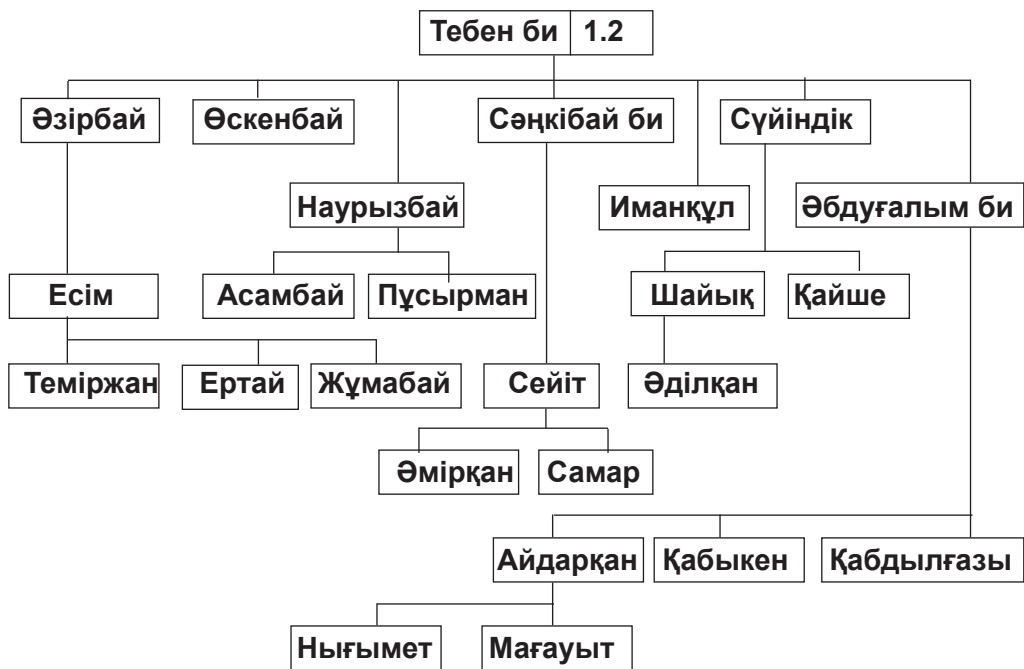 Тебен би 1.2
Әзірбай Өскенбай Сәңкібай би Сүйіндік
Наурызбай Иманқұл Әбдуғалым би
Есім Асамбай Пұсырман Шайық Қайше
Теміржан Ертай Жұмабай Сейіт Әділқан
Әмірқан Самар
Айдарқан Қабыкен Қабдылғазы
Нығымет Мағауыт